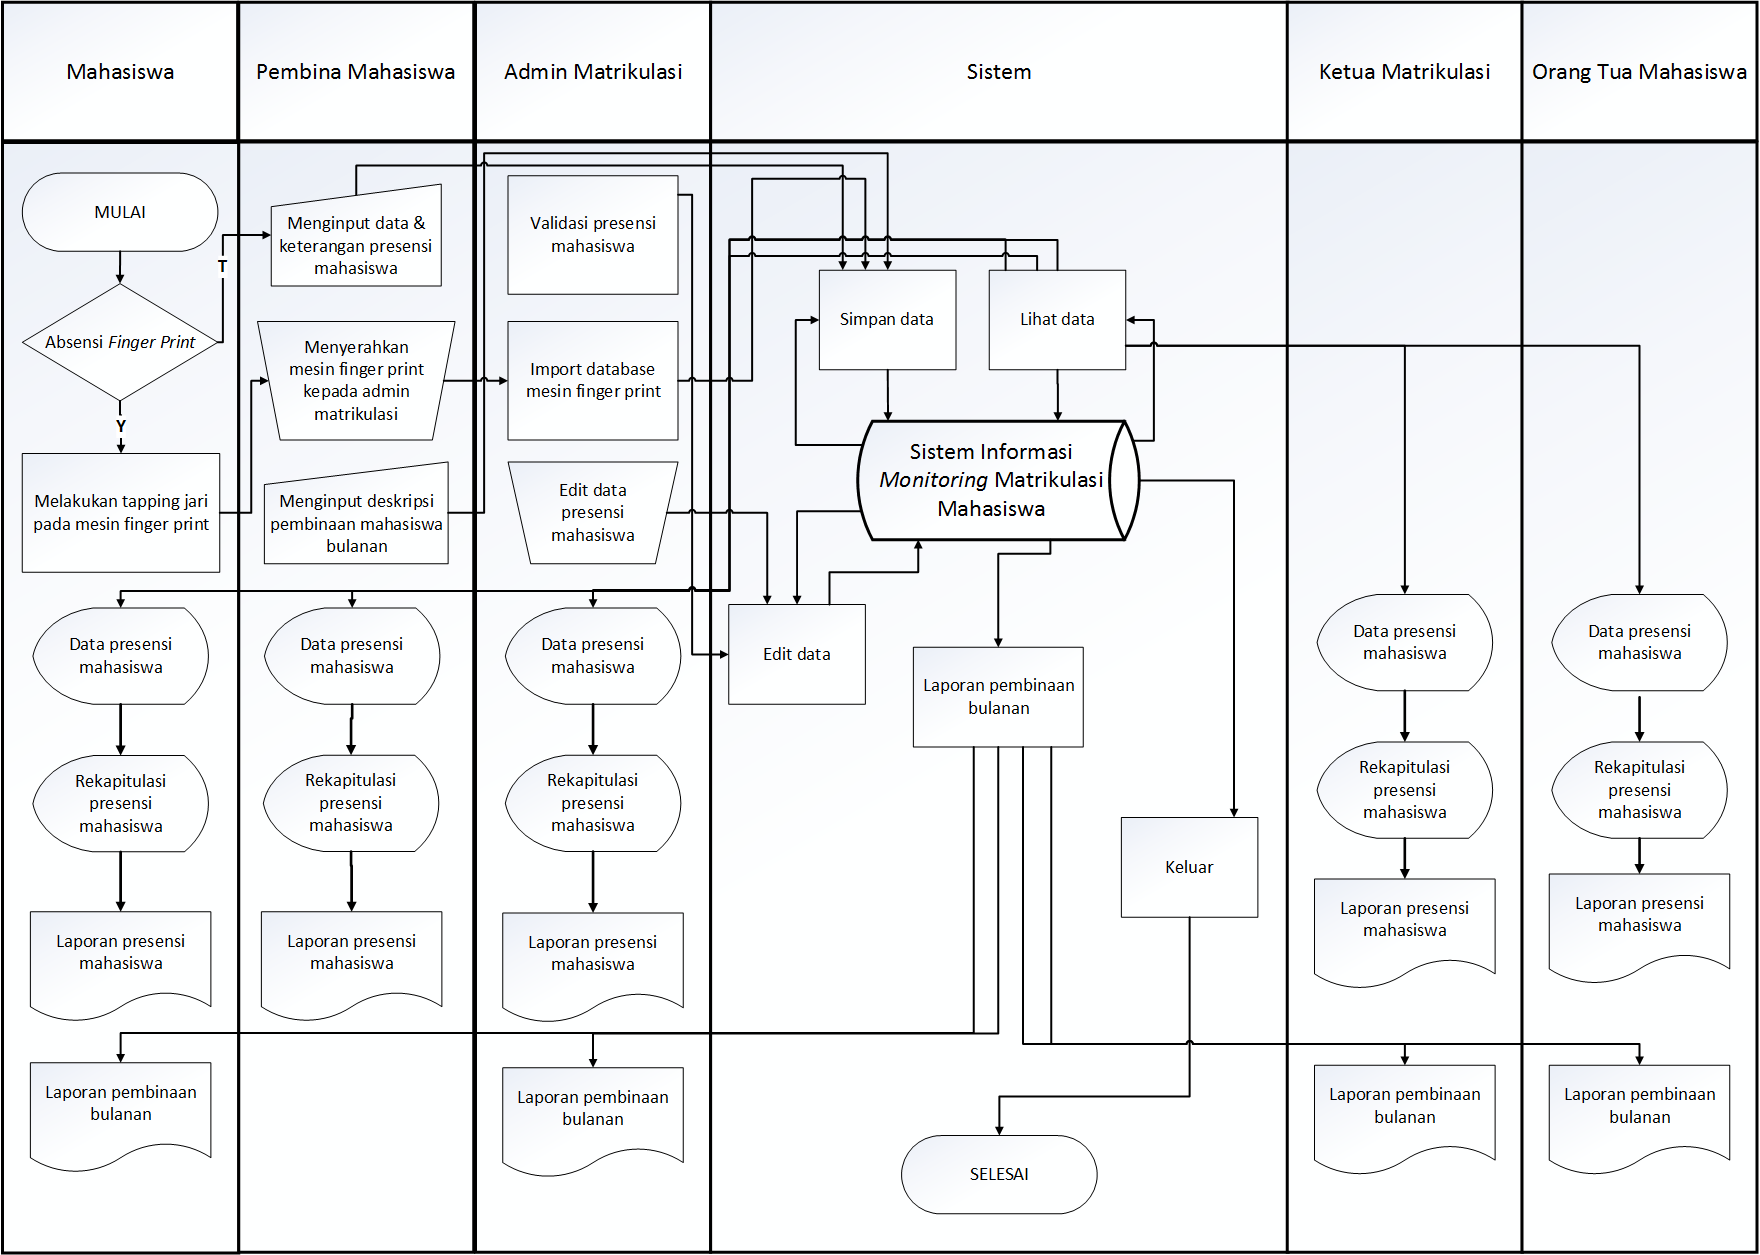 Mahasiswa
Pembina Mahasiswa
Admin Matrikulasi
Sistem
Ketua Matrikulasi
Orang Tua Mahasiswa
MULAI
Absensi Finger Print
T
Y
Melakukan tapping jari
pada mesin finger print
Data presensi
mahasiswa
Rekapitulasi
presensi
mahasiswa
Laporan presensi
mahasiswa
Laporan pembinaan
bulanan
Menginput data &
keterangan presensi
mahasiswa
Menyerahkan
mesin finger print
kepada admin
matrikulasi
Menginput deskripsi
pembinaan mahasiswa
bulanan
Data presensi
mahasiswa
Rekapitulasi
presensi
mahasiswa
Laporan presensi
mahasiswa
Validasi presensi
mahasiswa
Import database
mesin finger print
Edit data
presensi
mahasiswa
Data presensi
mahasiswa
Rekapitulasi
presensi
mahasiswa
Laporan presensi
mahasiswa
Laporan pembinaan
bulanan
Simpan data
Lihat data
Sistem Informasi
Monitoring Matrikulasi
Mahasiswa
Edit data
Laporan pembinaan
bulanan
Keluar
SELESAI
Data presensi
mahasiswa
Rekapitulasi
presensi
mahasiswa
Laporan presensi
mahasiswa
Laporan pembinaan
bulanan
Data presensi
mahasiswa
Rekapitulasi
presensi
mahasiswa
Laporan presensi
mahasiswa
Laporan pembinaan
bulanan